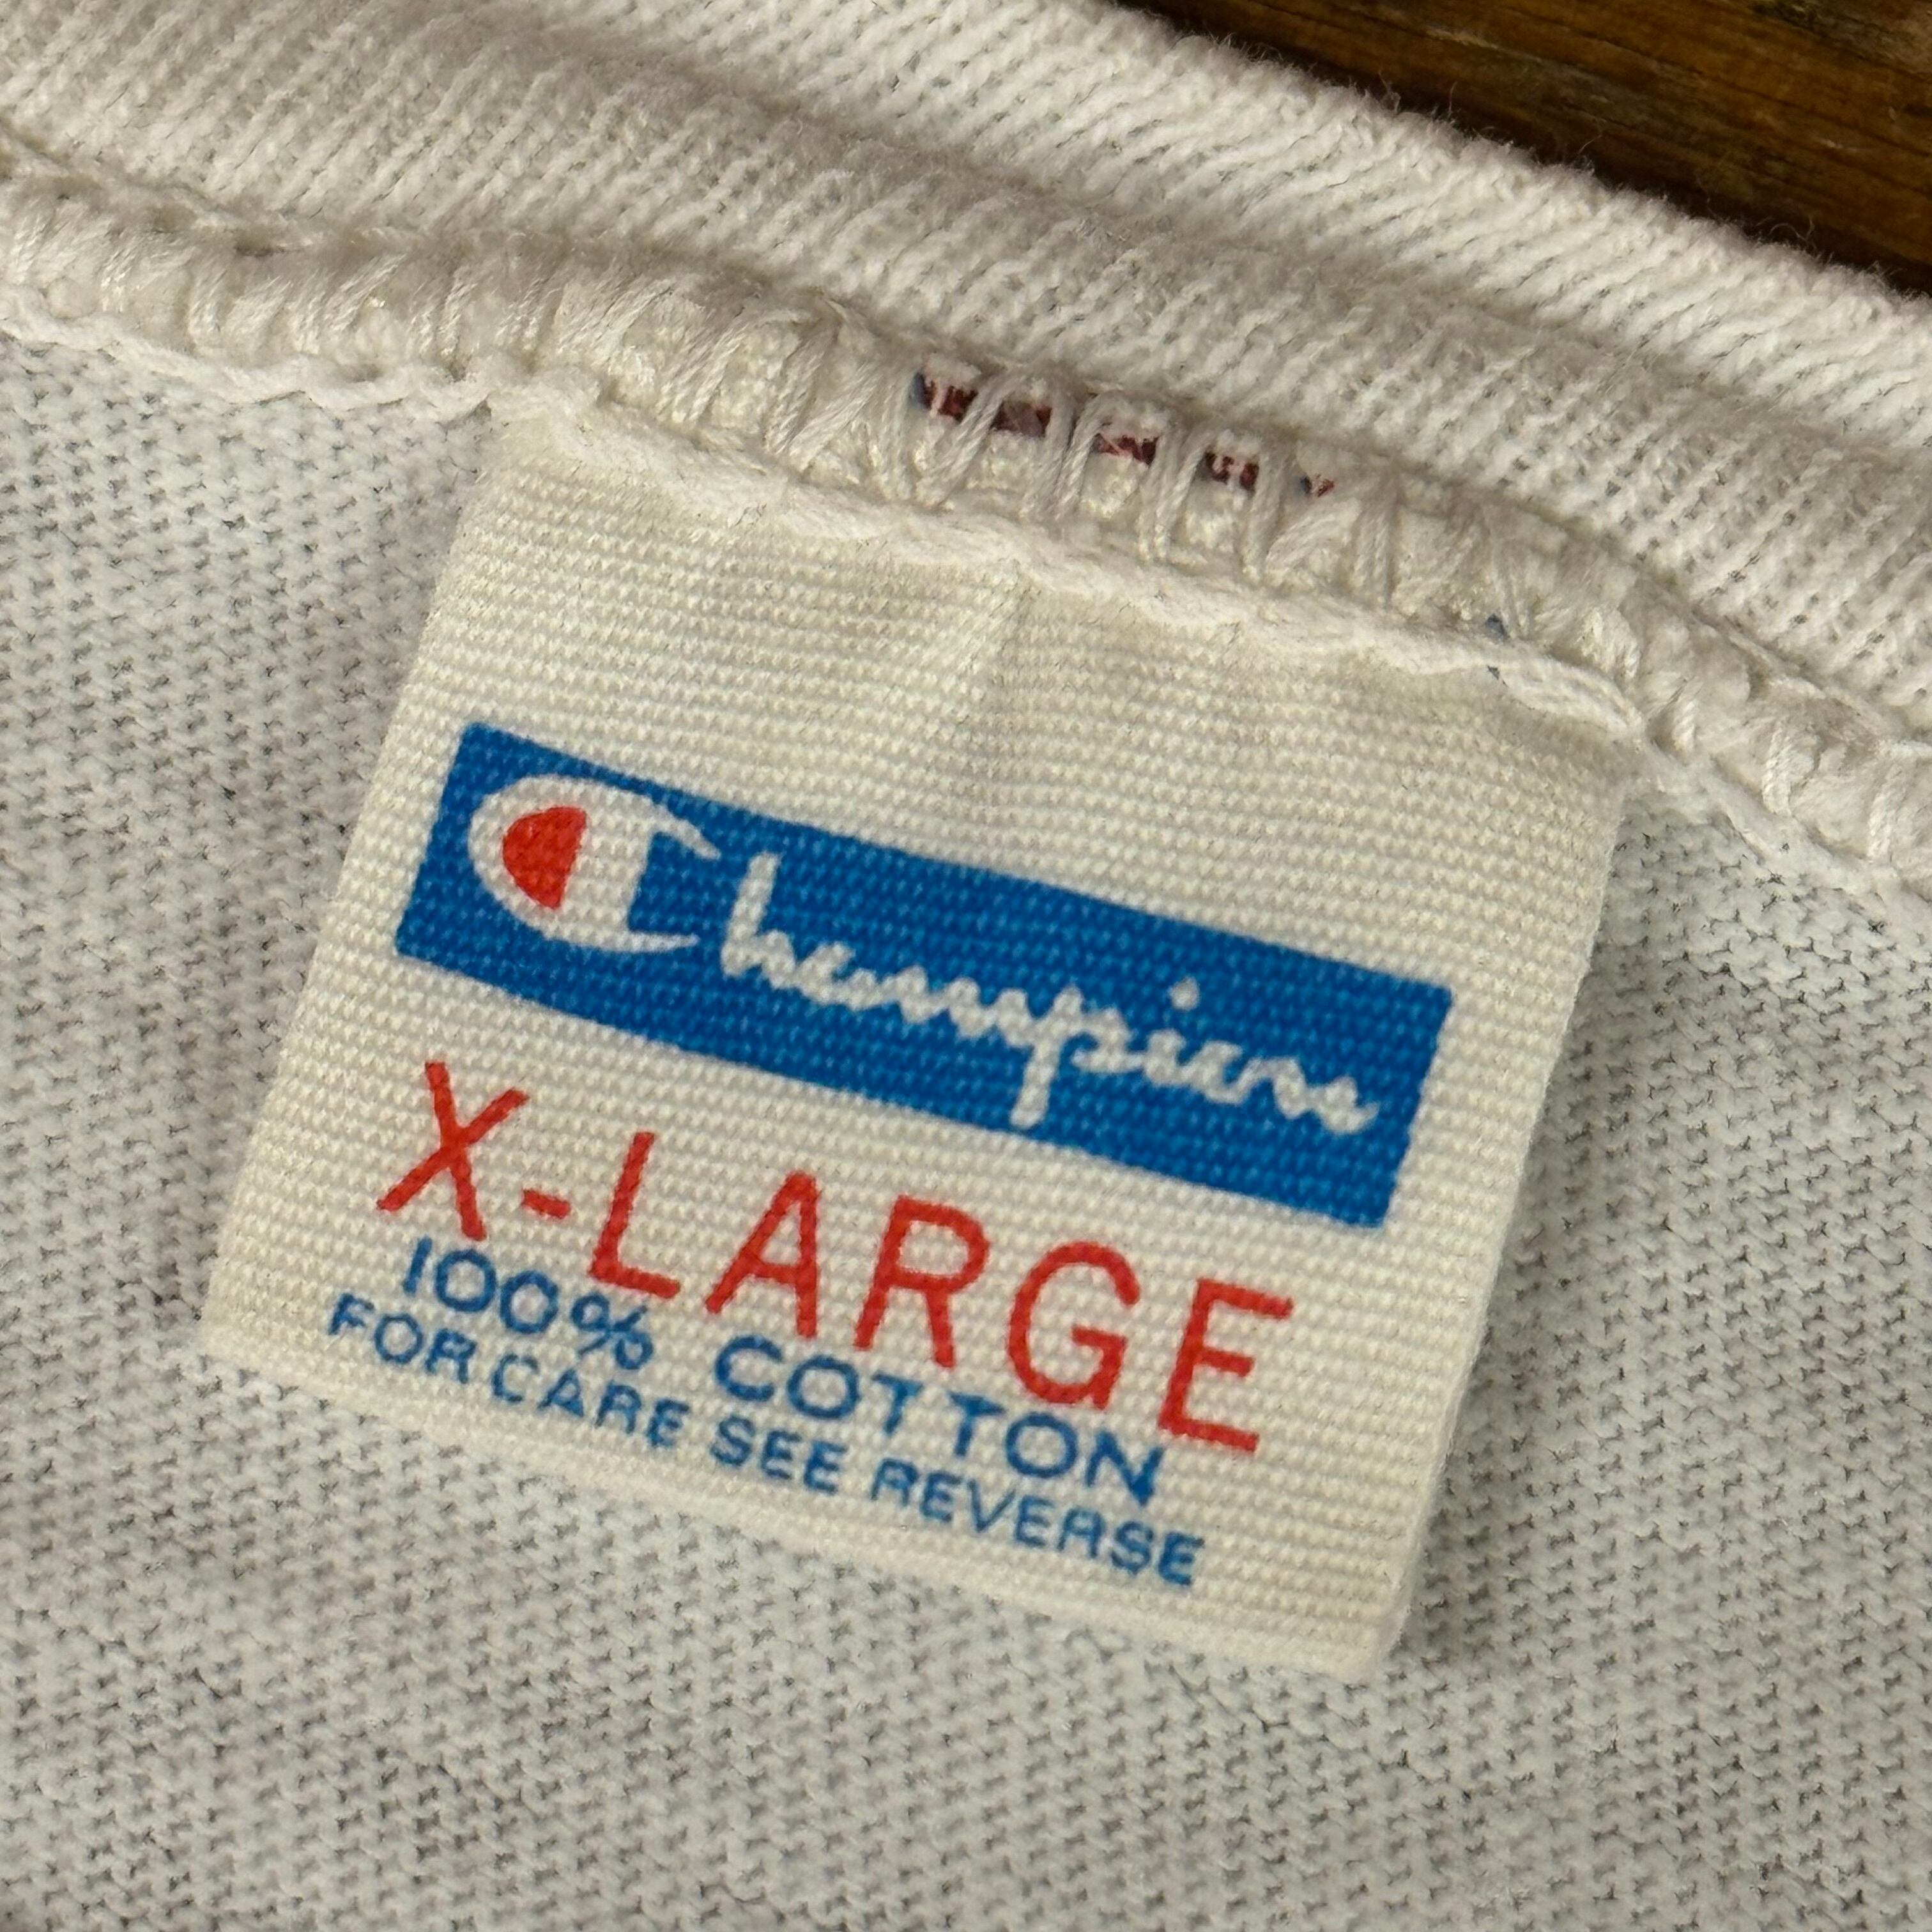 Champion
X-LARGE
100% COTTON
FOR CARE SEE REVERSE